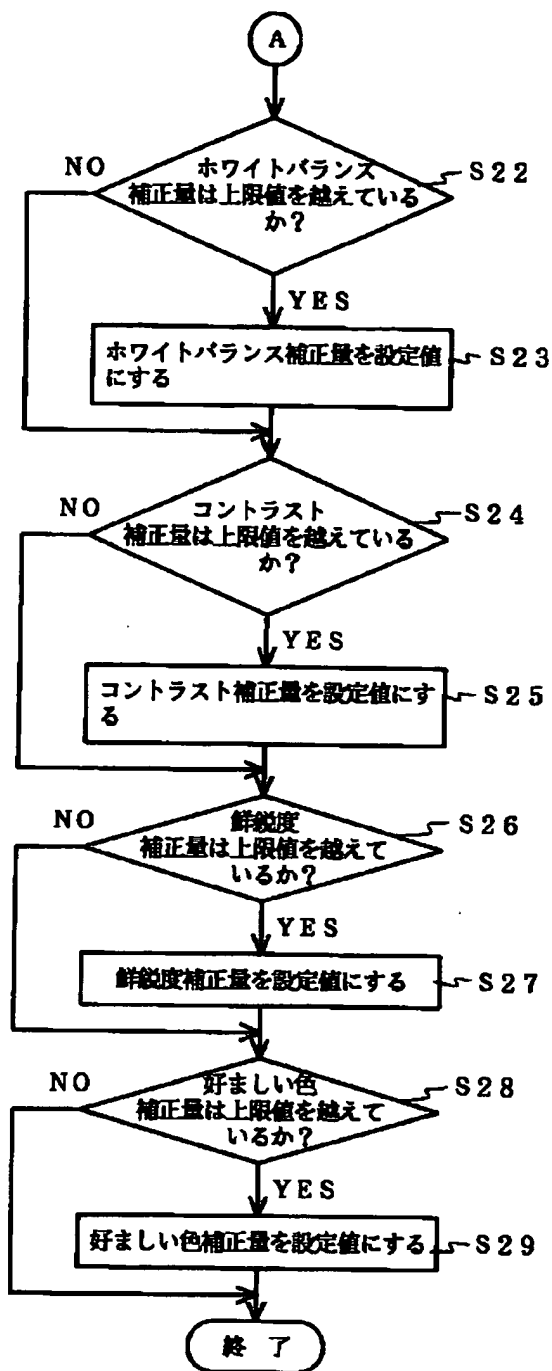 A
ホワイトバランス
補正量は上限値を越えている
か?
NO
S22
YES
ホワイトバランス補正量を設定値
にする
S23
コントラスト
補正量は上限値を越えている
か?
NO
S24
YES
コントラスト補正量を設定値にす
る
S25
鮮鋭度
補正量は上限値を越えて
いるか?
NO
S26
YES
鮮鋭度補正量を設定値にする
S27
好ましい色
補正量は上限値を越えて
いるか?
NO
S28
YES
好ましい色補正量を設定値にする
S29
終 了